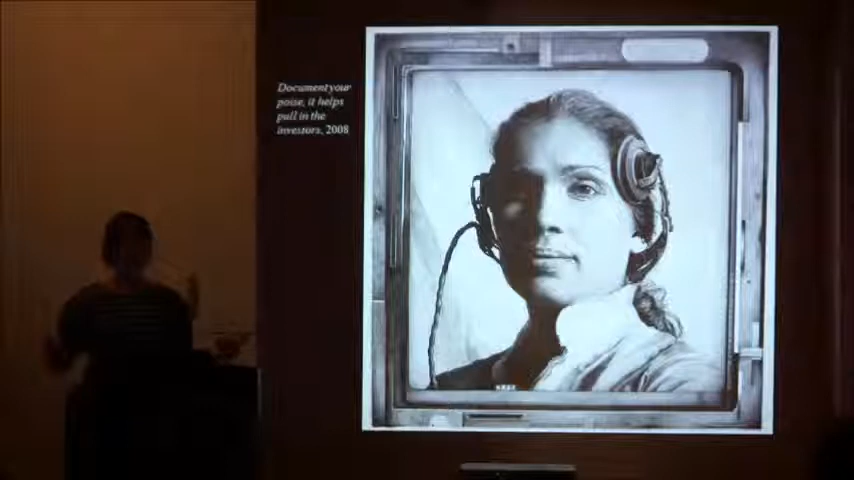 Document your
poise, it helps
pull in the
investors, 2008